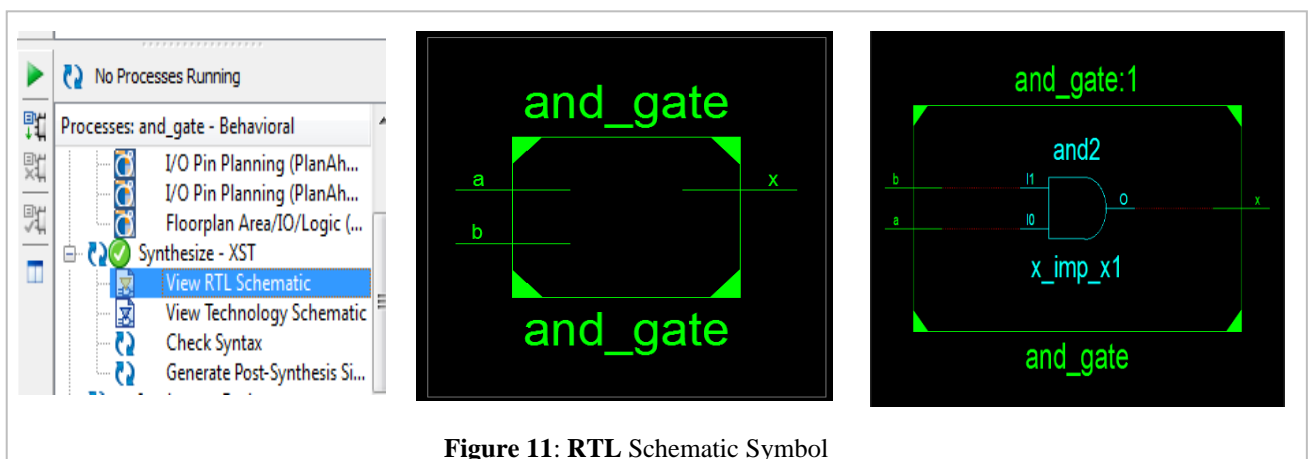 No Processes Running
Processes: and_gate - Behavioral
I/O Pin Planning (PlanAh...
I/O Pin Planning (PlanAh...
Floorplan Area/IO/Logic (...
Synthesize - XST
View RTL Schematic
View Technology Schematic
Check Syntax
Generate Post-Synthesis Si...
and_gate
a
x
b
and_gate
and_gate:1
and2
b
I1
O
x
a
I0
x_imp_x1
and_gate
Figure 11: RTL Schematic Symbol